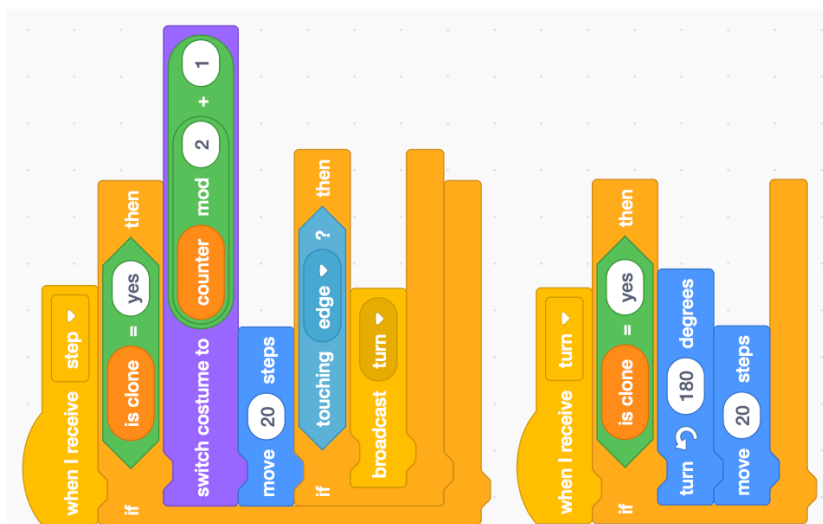 when I receive step
if is clone = yes then
switch costume to counter mod 2 + 1
move 20 steps
if touching edge ? then
broadcast turn
when I receive turn
if is clone = yes then
turn 180 degrees
move 20 steps